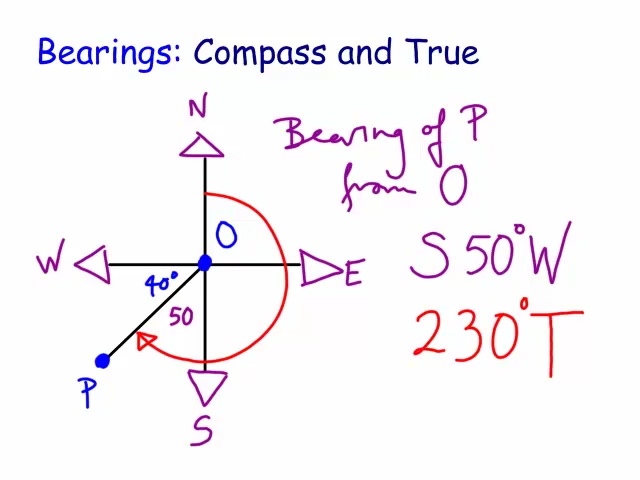 Bearings: Compass and True
N
Bearing of P
from O
O
W
E
S 50°W
40°
50
230°T
P
S